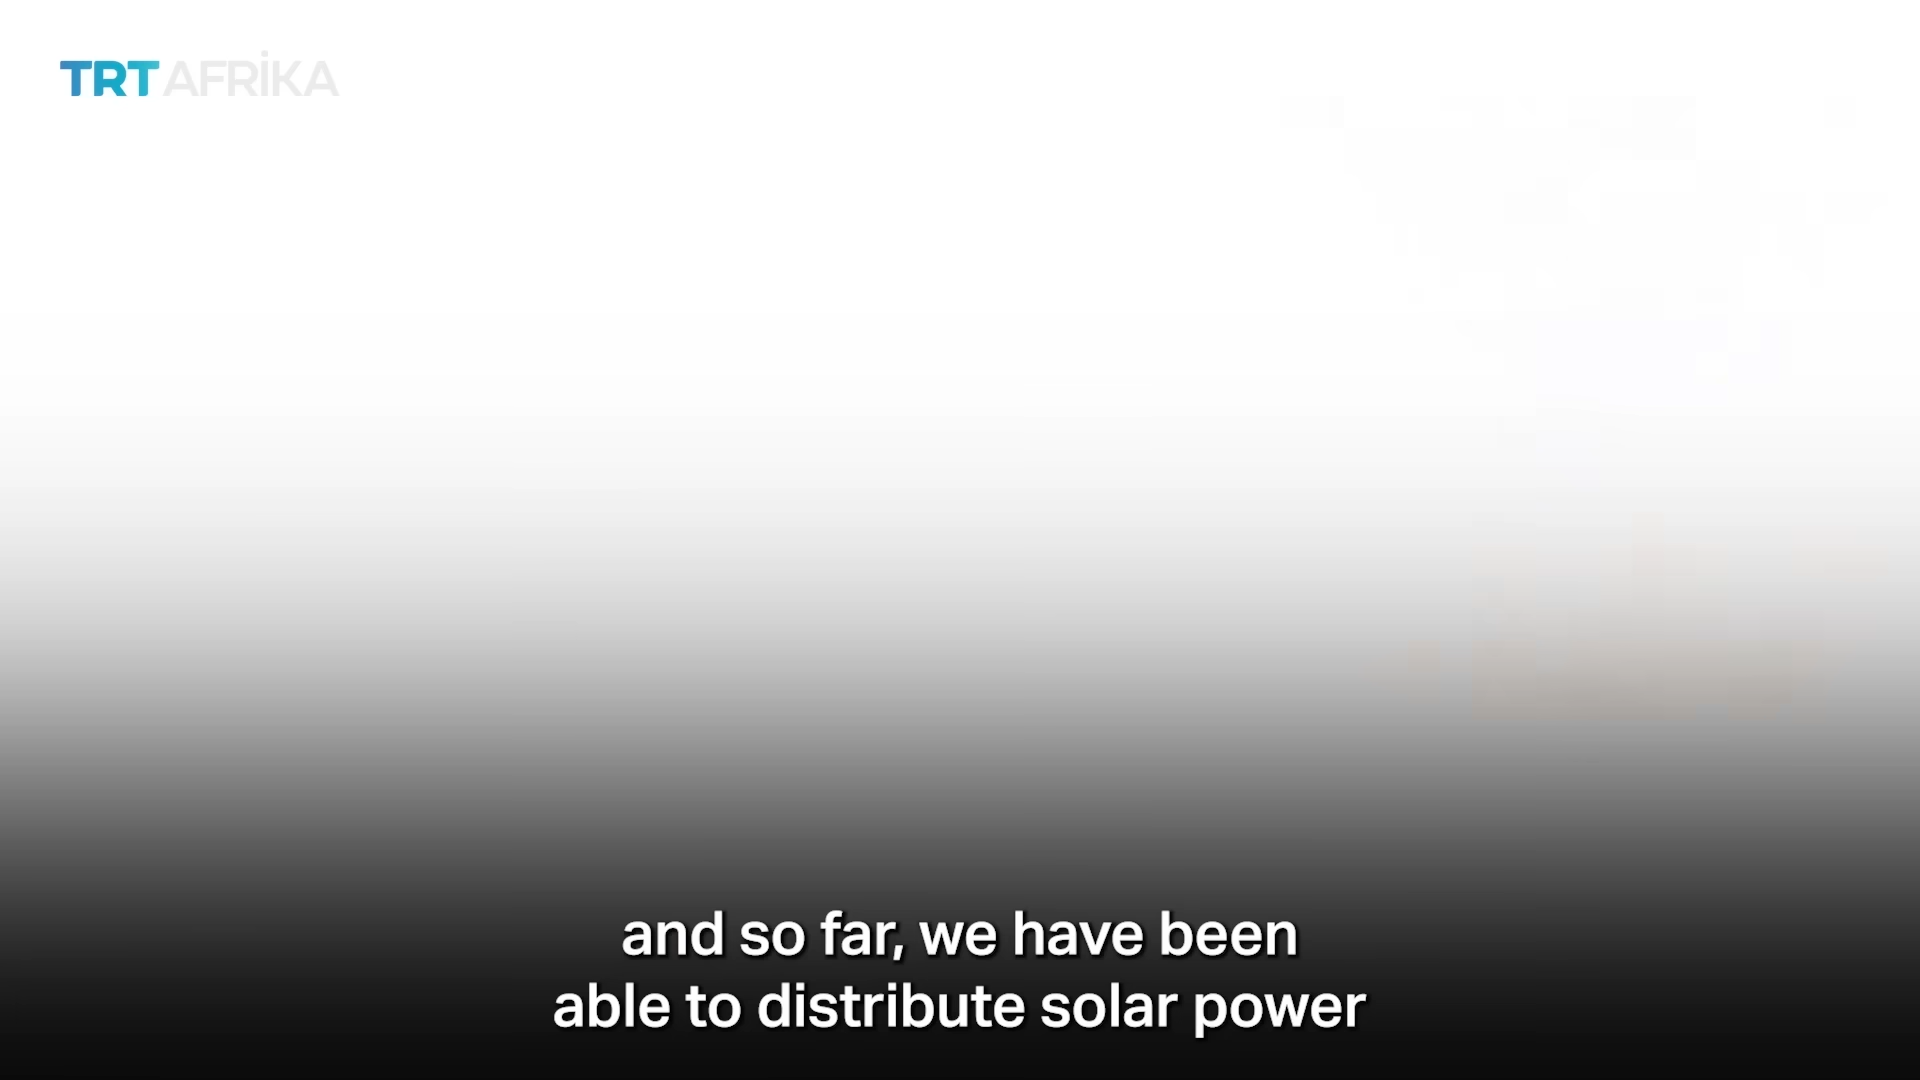 TRT AFRİKA
and so far, we have been
able to distribute solar power